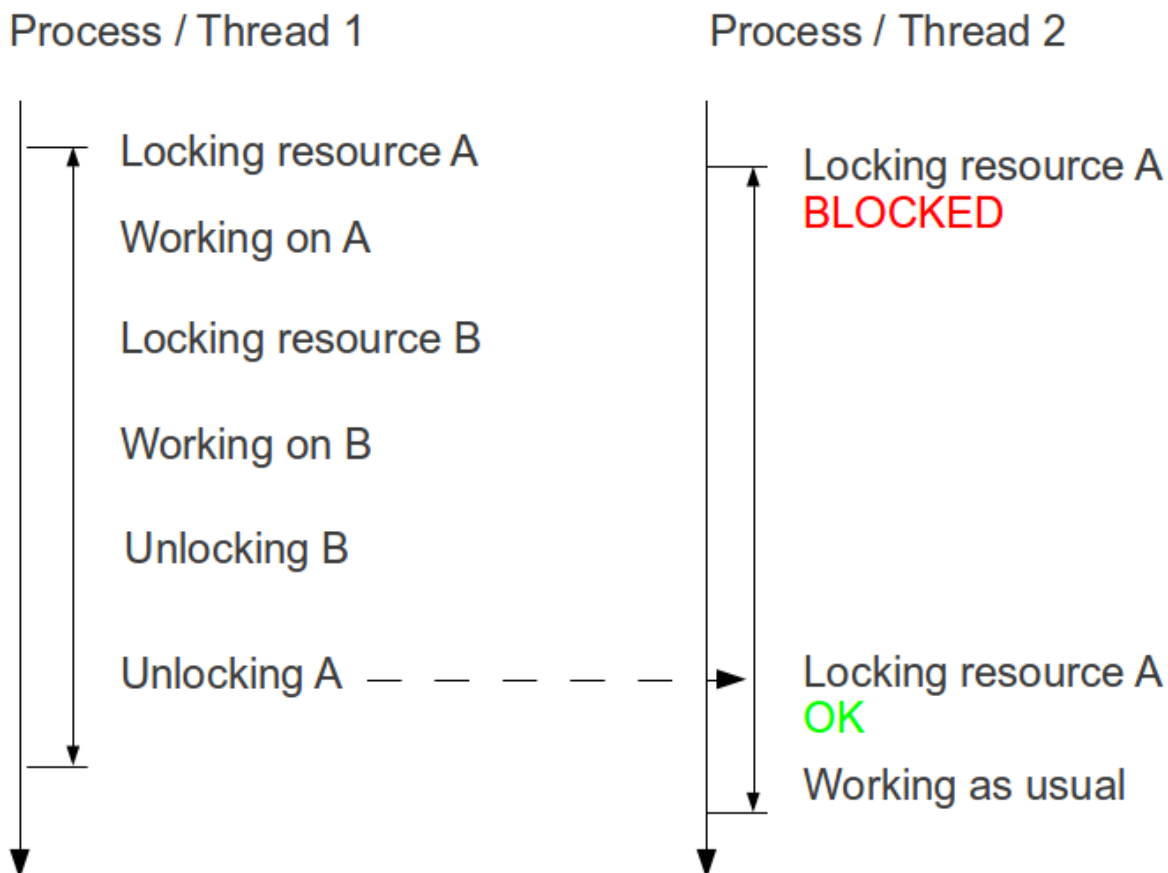 Process / Thread 1
Locking resource A
Working on A
Locking resource B
Working on B
Unlocking B
Unlocking A
Process / Thread 2
Locking resource A
BLOCKED
Locking resource A
OK
Working as usual